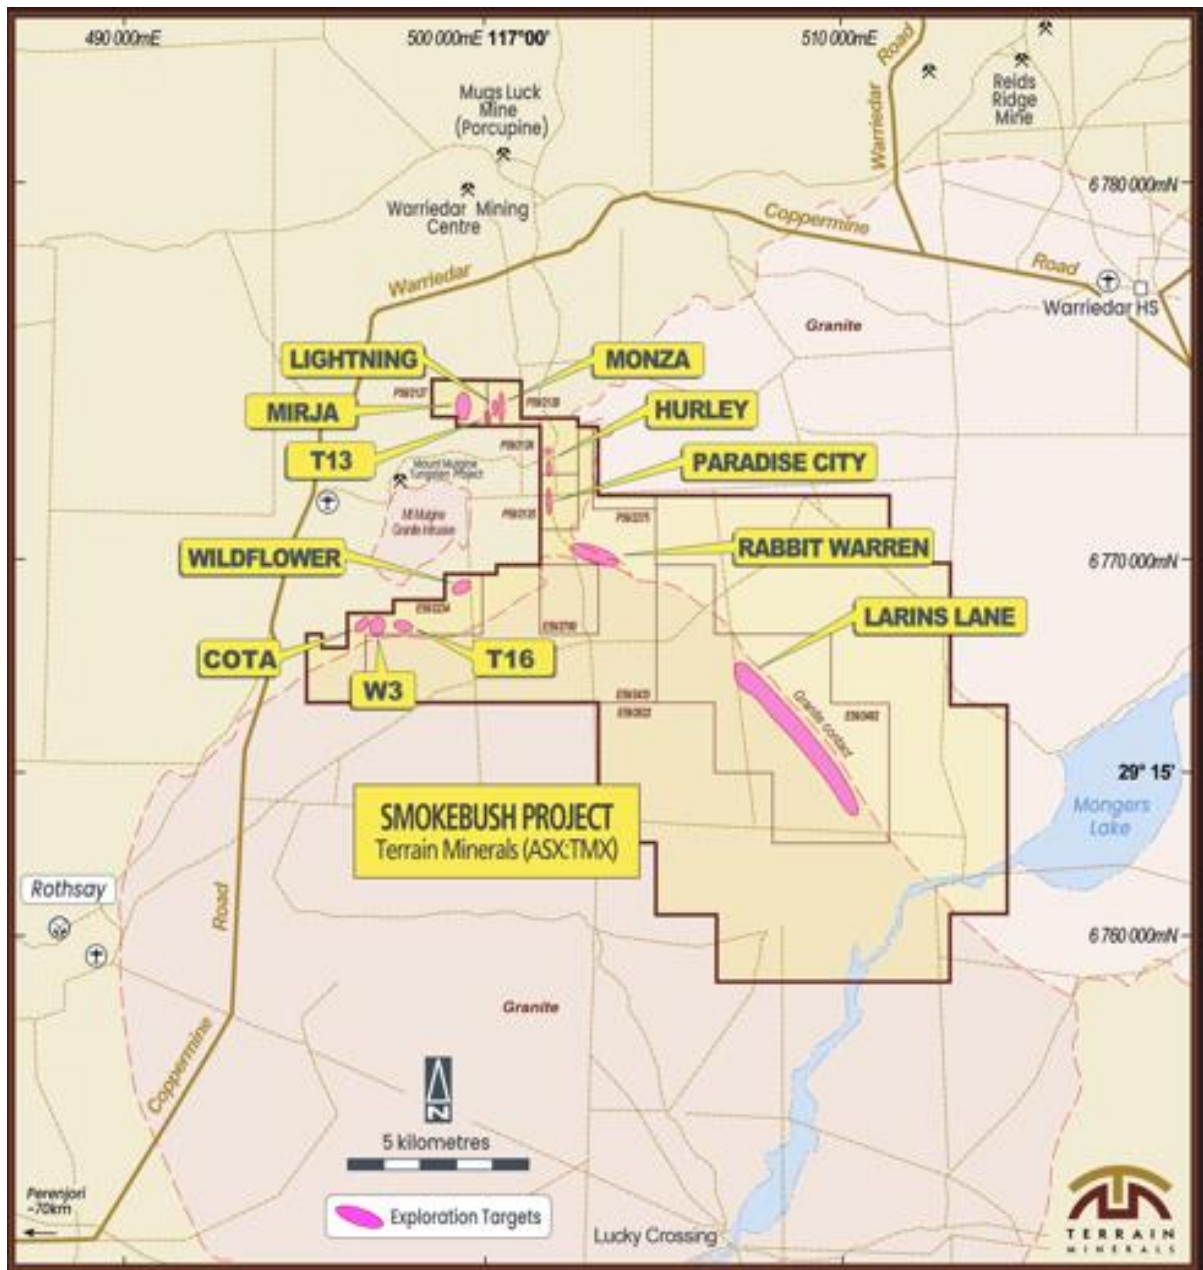 490 000mE
500 000mE 117°00'
510 000mE
Road
Warriedar
Reids
Ridge
Mine
Mugs Luck
Mine
(Porcupine)
6 780 000mN
Warriedar Mining
Centre
Coppermine
Road
Warriedar
Warriedar HS
Granite
LIGHTNING
MONZA
MIRJA
HURLEY
T13
PARADISE CITY
Mount Mulgine
Tungsten Project
Mt Mulgine
Granite Intrusive
WILDFLOWER
RABBIT WARREN
6 770 000mN
LARINS LANE
COTA
T16
W3
Granite contact
29° 15'
SMOKEBUSH PROJECT
Terrain Minerals (ASX:TMX)
Mongers
Lake
Rothsay
Road
6 760 000mN
Granite
Coppermine
N
5 kilometres
Perenjori
~70km
Exploration Targets
Lucky Crossing
TERRAIN
MINERALS